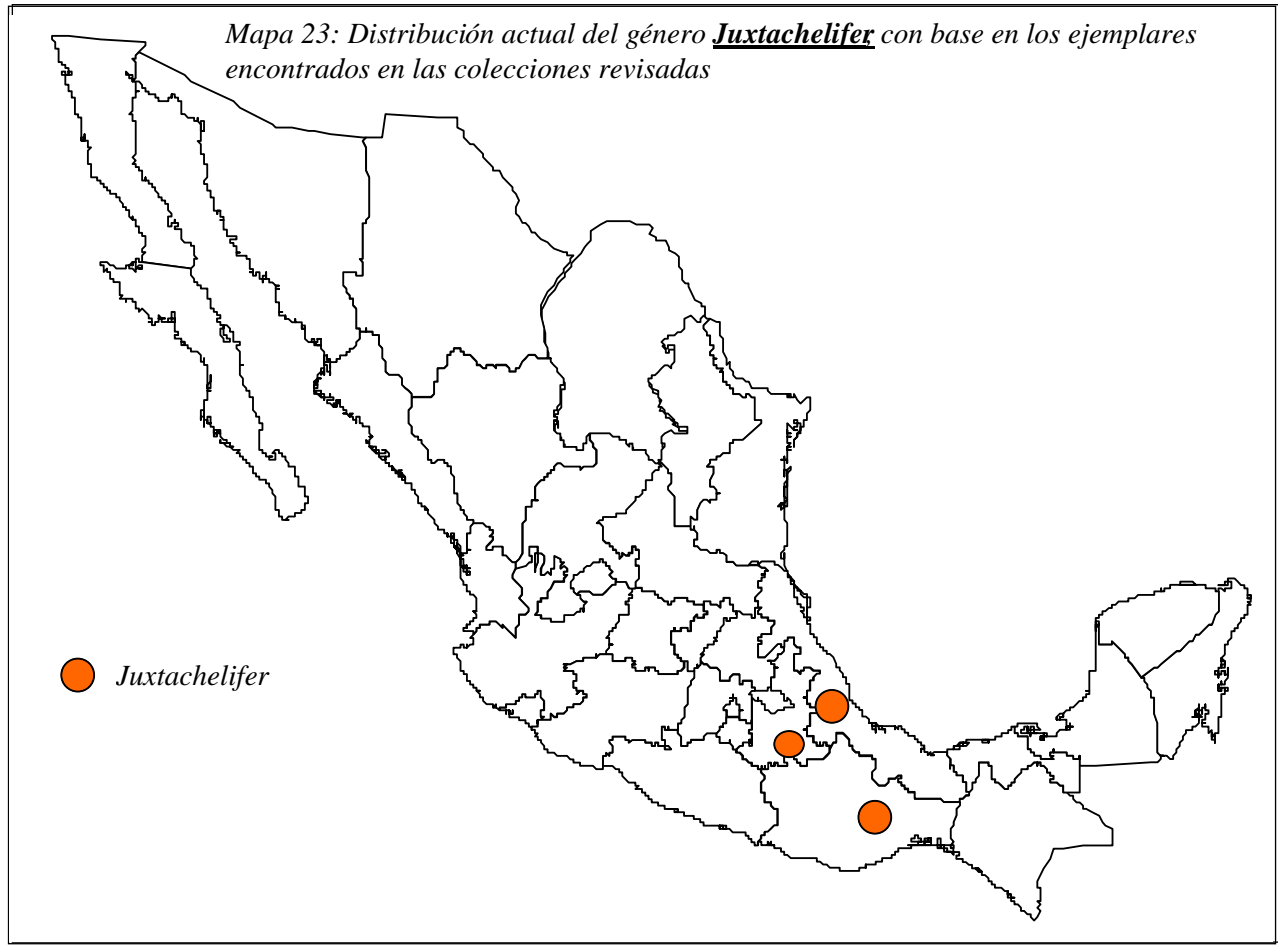 Mapa 23: Distribución actual del género Juxtachelifer, con base en los ejemplares
encontrados en las colecciones revisadas
Juxtachelifer